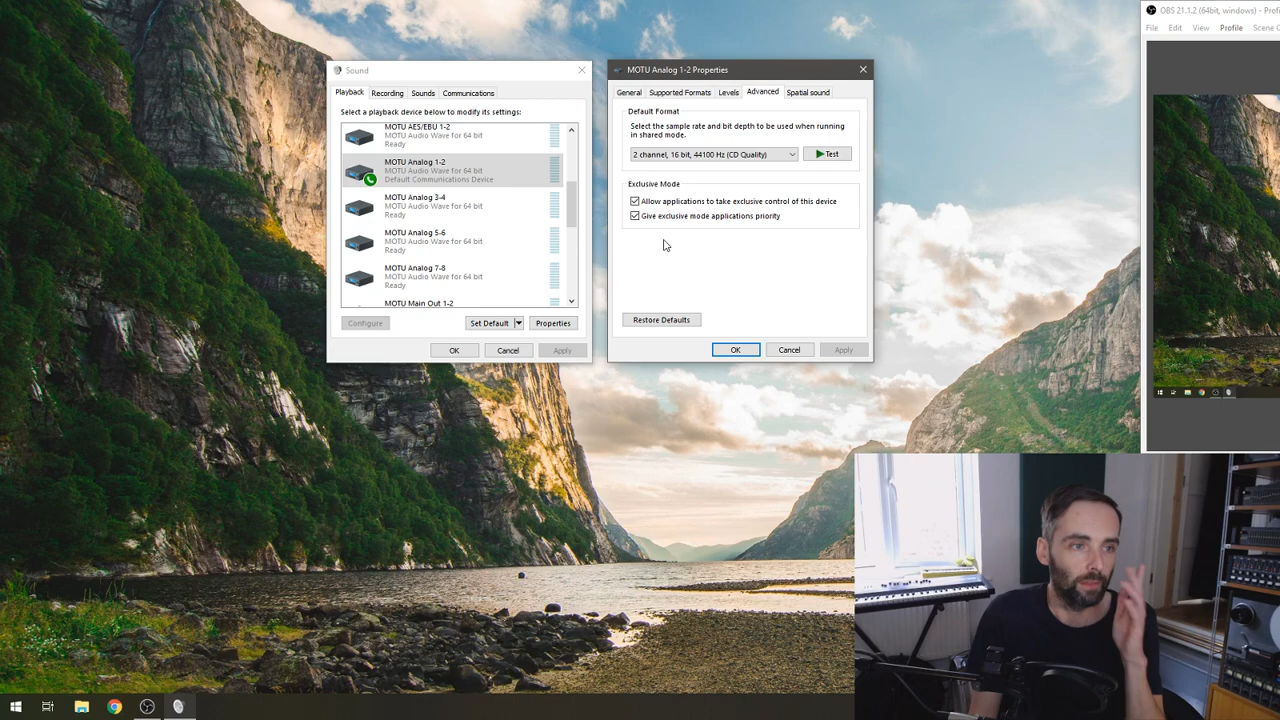 Sound
Playback
Recording
Sounds
Communications
Select a playback device below to modify its settings:
MOTU AES/EBU 1-2
MOTU Audio Wave for 64 bit
Ready
MOTU Analog 1-2
MOTU Audio Wave for 64 bit
Default Communications Device
MOTU Analog 3-4
MOTU Audio Wave for 64 bit
Ready
MOTU Analog 5-6
MOTU Audio Wave for 64 bit
Ready
MOTU Analog 7-8
MOTU Audio Wave for 64 bit
Ready
MOTU Main Out 1-2
Configure
Set Default
Properties
OK
Cancel
Apply
MOTU Analog 1-2 Properties
General
Supported Formats
Levels
Advanced
Spatial sound
Default Format
Select the sample rate and bit depth to be used when running
in shared mode.
2 channel, 16 bit, 44100 Hz (CD Quality)
Test
Exclusive Mode
Allow applications to take exclusive control of this device
Give exclusive mode applications priority
Restore Defaults
OK
Cancel
Apply
OBS 21.1.2 (64bit, windows) - Profi
File
Edit
View
Profile
Scene C